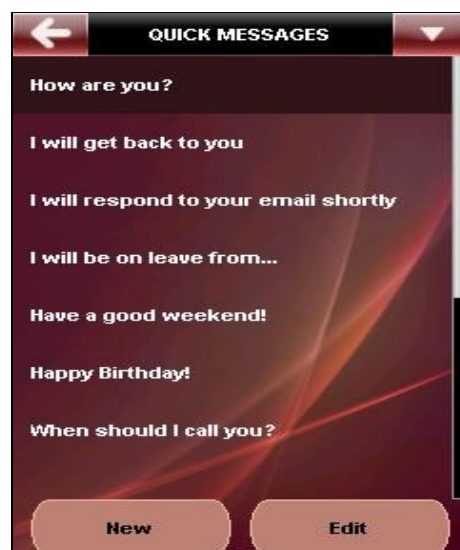 QUICK MESSAGES
How are you?
I will get back to you
I will respond to your email shortly
I will be on leave from...
Have a good weekend!
Happy Birthday!
When should I call you?
New
Edit